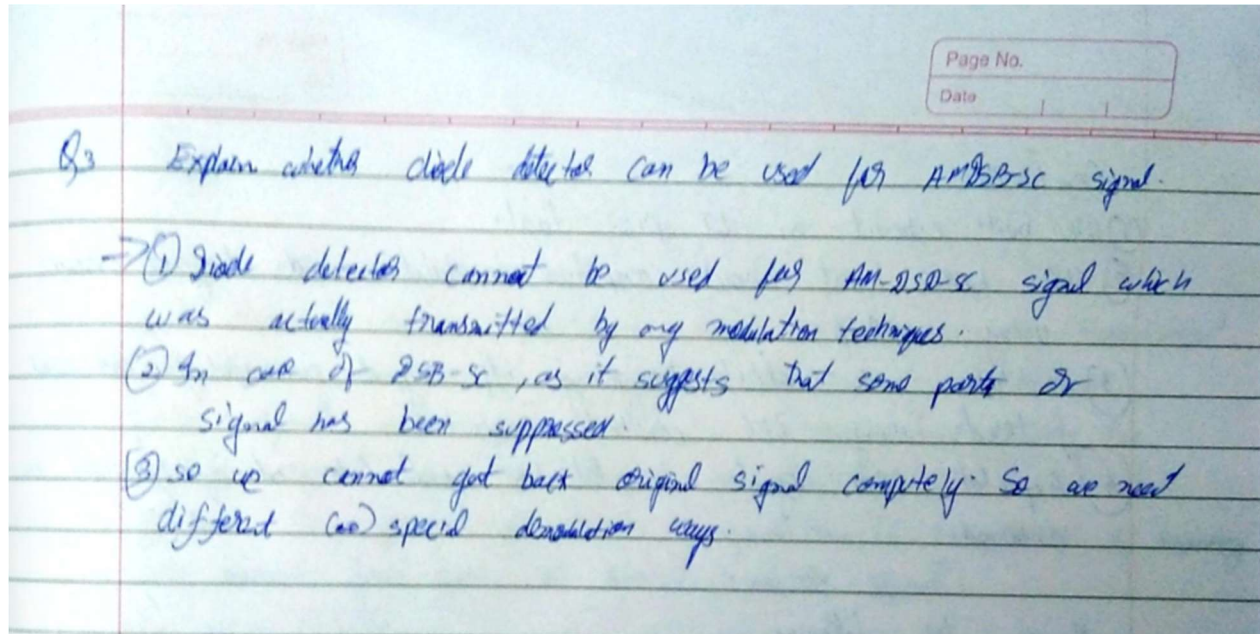 Page No.
Date
Q3 Explain whether diode detector can be used for AM DSB-SC signal.
→ ① Diode detector cannot be used for AM-DSB-SC signal which
was actually transmitted by any modulation techniques.
② In case of DSB-SC, as it suggests that some parts or
signal has been suppressed.
③ so we cannot got back original signal computely. So we need
different (or) special demodulation ways.